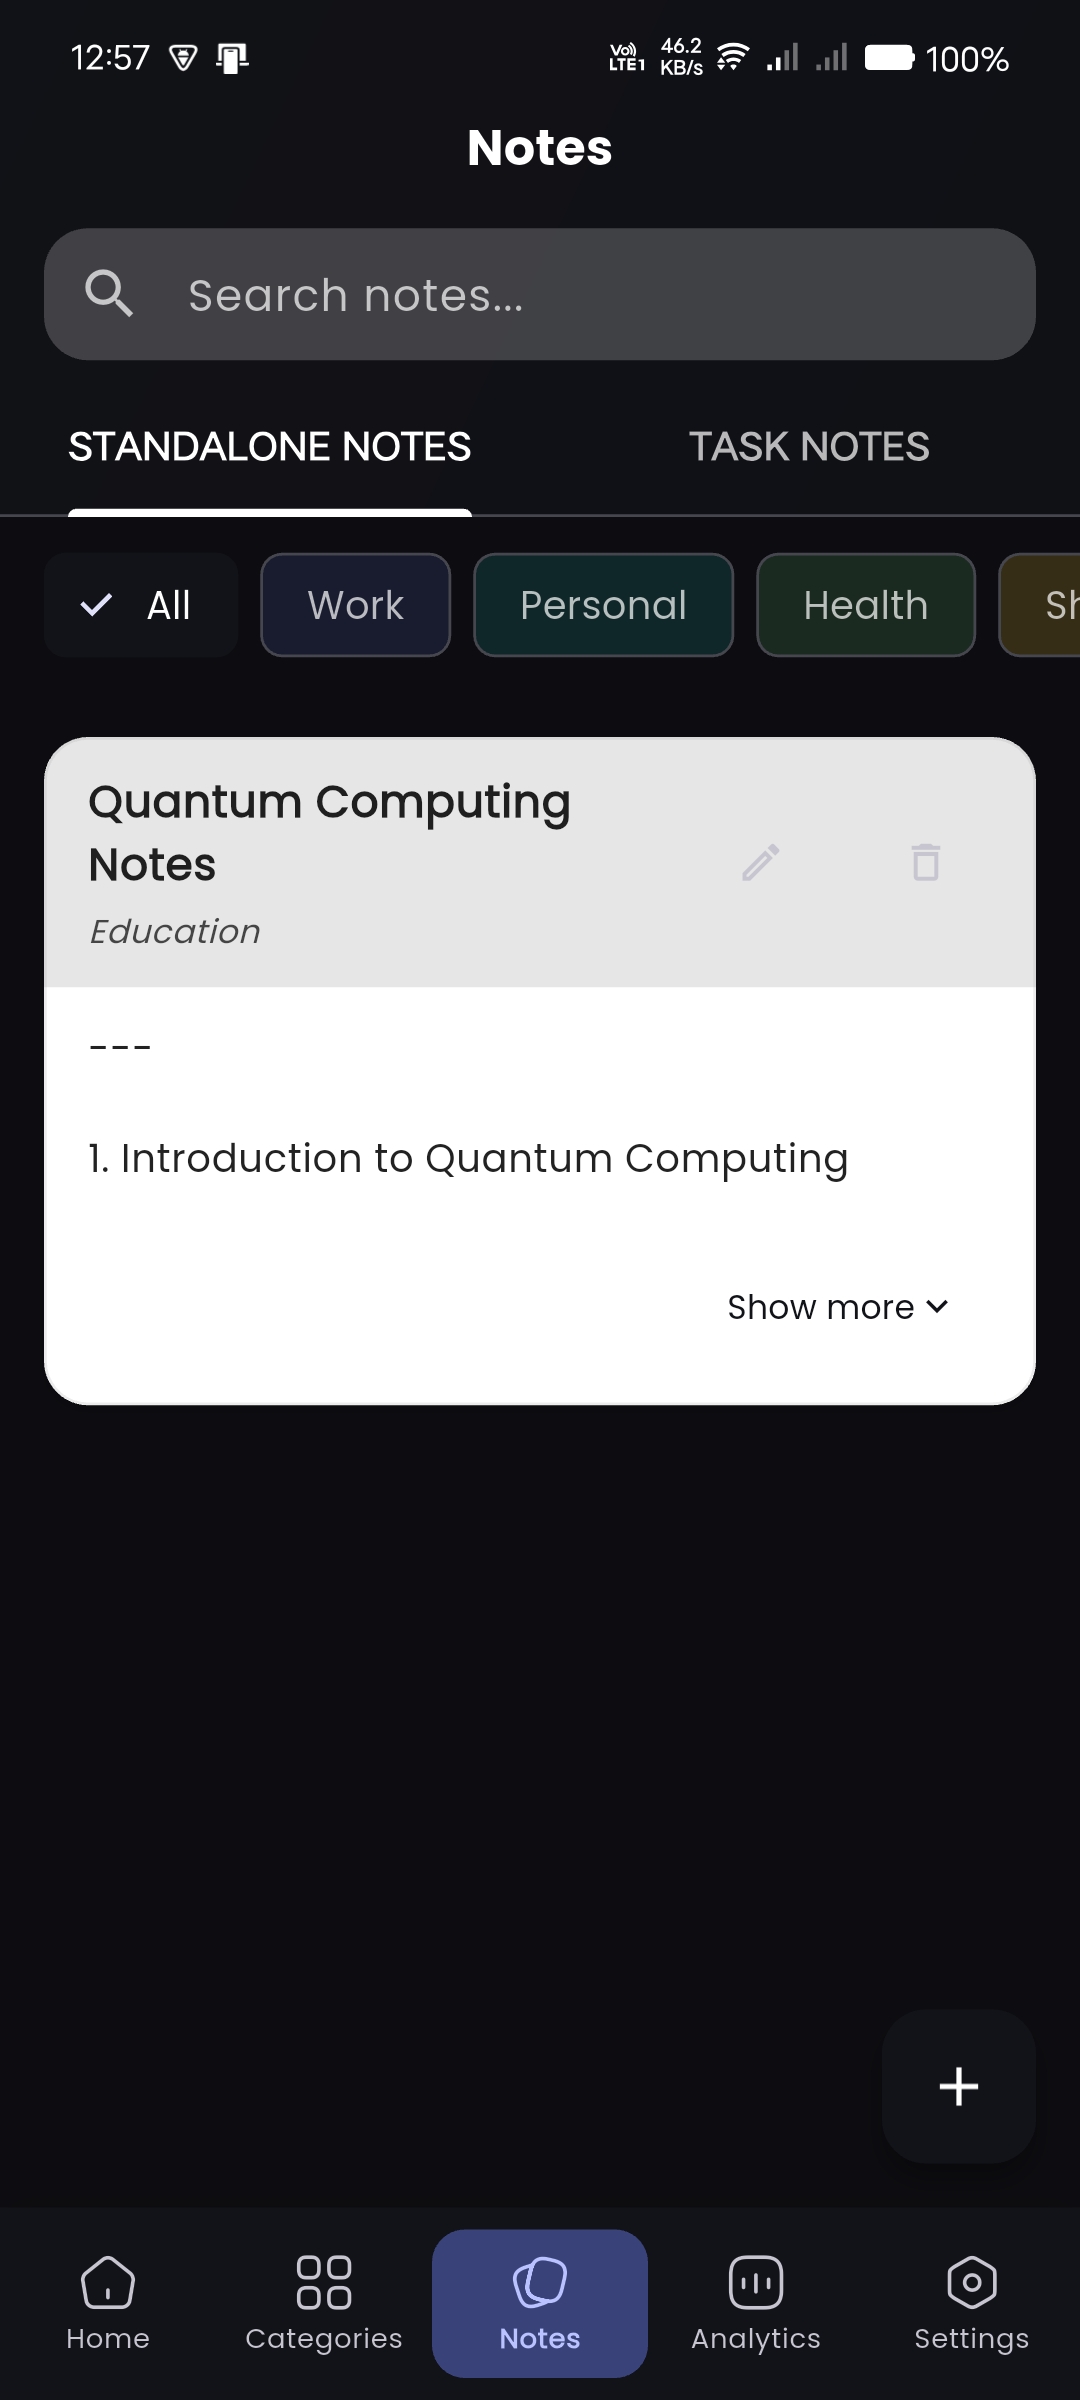 12:57 Vo) LTE1 46.2 KB/s 100%
Notes
Search notes...
STANDALONE NOTES TASK NOTES
All Work Personal Health Sh
Quantum Computing
Notes
Education
---
1. Introduction to Quantum Computing
Show more
Home Categories Notes Analytics Settings